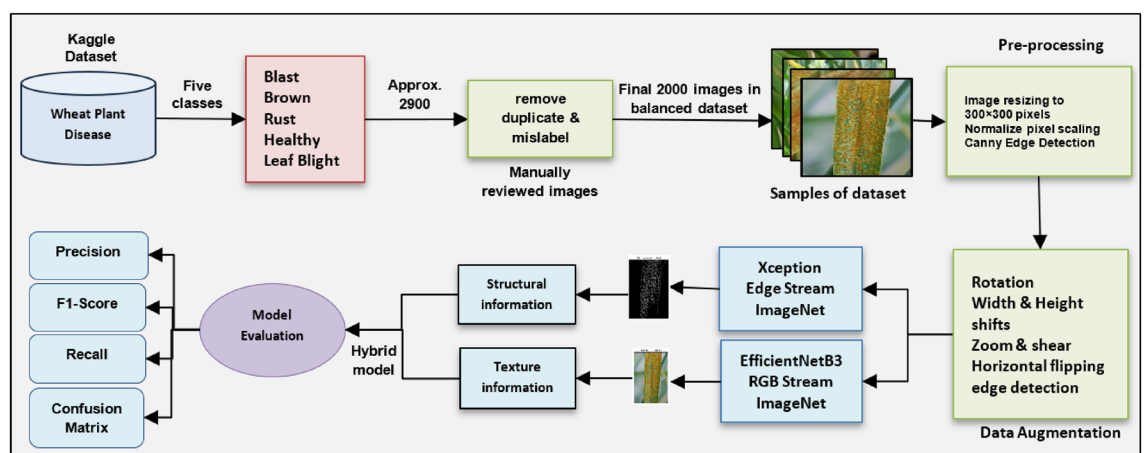 Kaggle
Dataset
Wheat Plant
Disease
Five
classes
Blast
Brown
Rust
Healthy
Leaf Blight
Approx.
2900
remove
duplicate &
mislabel
Manually
reviewed images
Final 2000 images in
balanced dataset
Samples of dataset
Pre-processing
Image resizing to
300×300 pixels
Normalize pixel scaling
Canny Edge Detection
Rotation
Width & Height
shifts
Zoom & shear
Horizontal flipping
edge detection
Data Augmentation
Xception
Edge Stream
ImageNet
EfficientNetB3
RGB Stream
ImageNet
Structural
information
Texture
information
Hybrid
model
Model
Evaluation
Precision
F1-Score
Recall
Confusion
Matrix